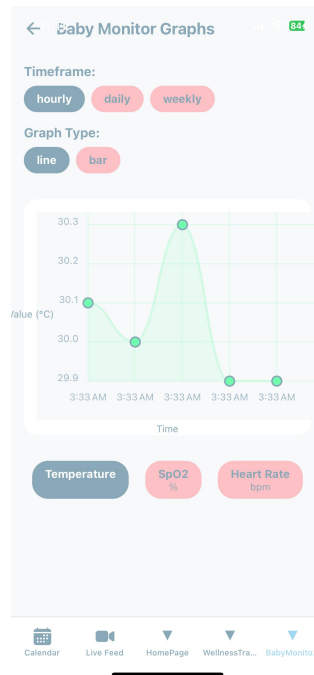 Baby Monitor Graphs
84
Timeframe:
hourly daily weekly
Graph Type:
line bar
30.3
30.2
30.1
Value (°C)
30.0
29.9
3:33 AM 3:33 AM 3:33 AM 3:33 AM 3:33 AM
Time
Temperature SpO2 Heart Rate
% bpm
Calendar Live Feed HomePage WellnessTra... BabyMonito